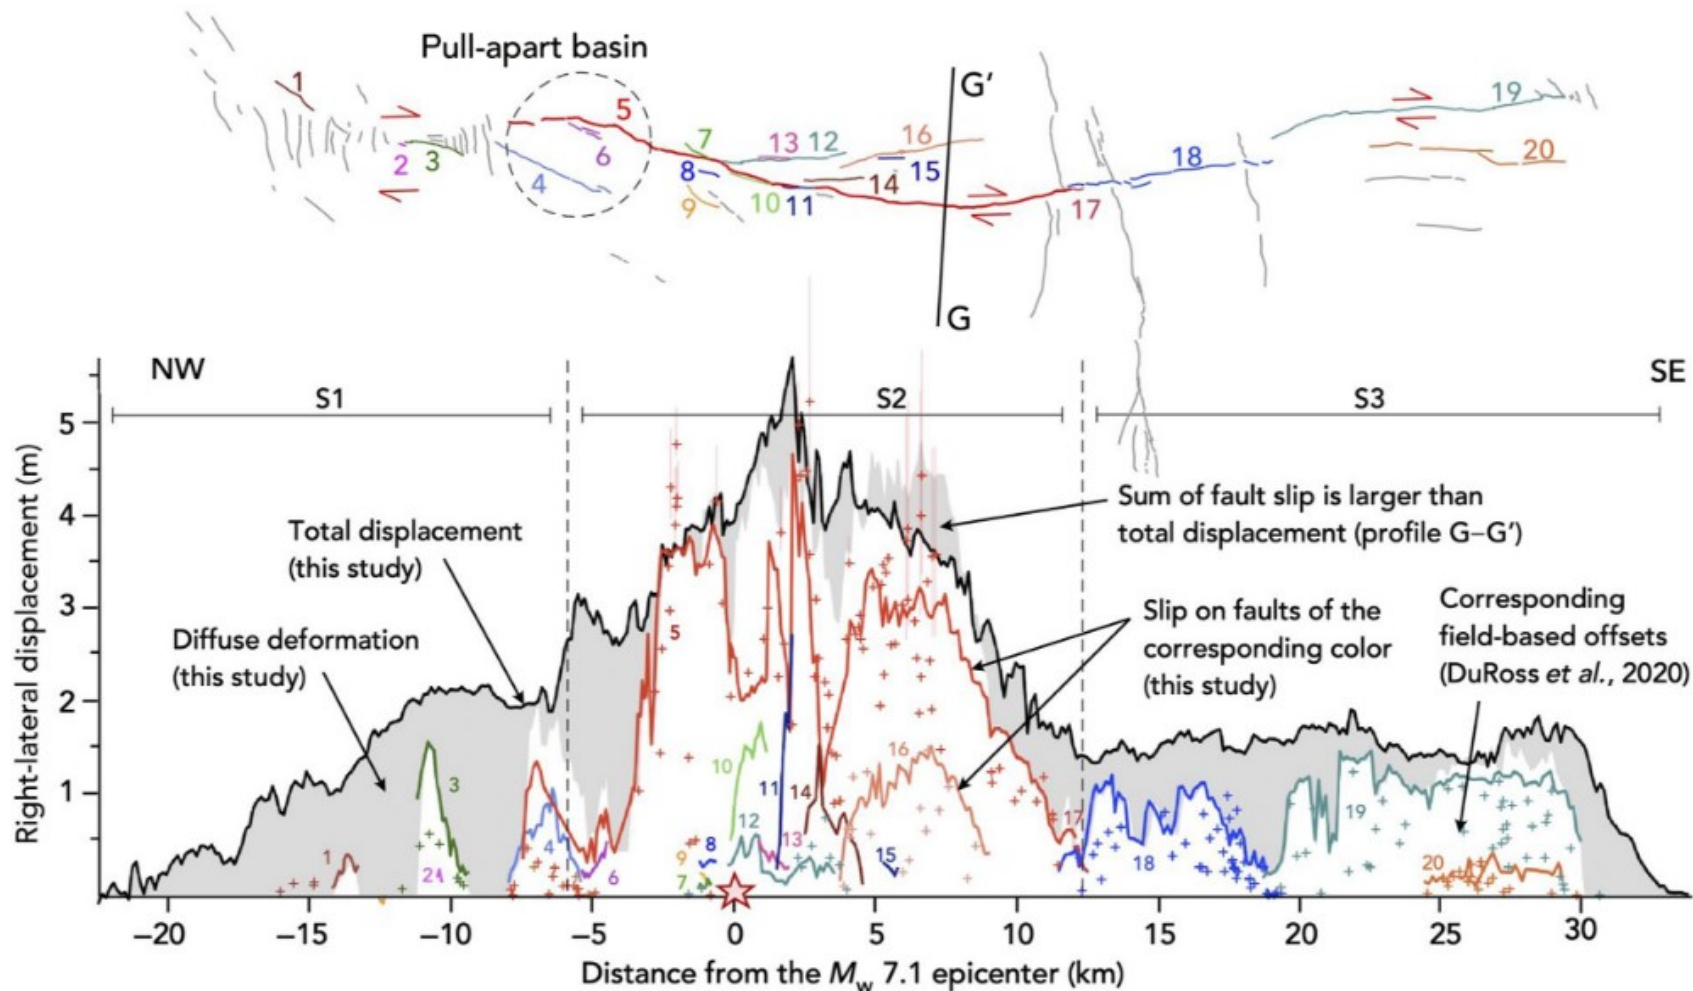 Pull-apart basin
1
5
G′
19
7
13 12
16
2 3
6
8
15
18
20
4
14
9
10 11
17
G
NW
SE
S1
S2
S3
5
Sum of fault slip is larger than
total displacement (profile G–G′)
4
Total displacement
(this study)
Slip on faults of the
corresponding color
(this study)
Corresponding
field-based offsets
(DuRoss et al., 2020)
3
Diffuse deformation
(this study)
5
2
16
10
11
14
3
1
12
17
19
13
4
18
1
9
8
15
20
21
6
7
Right-lateral displacement (m)
–20 –15 –10 –5 0 5 10 15 20 25 30
Distance from the Mw 7.1 epicenter (km)